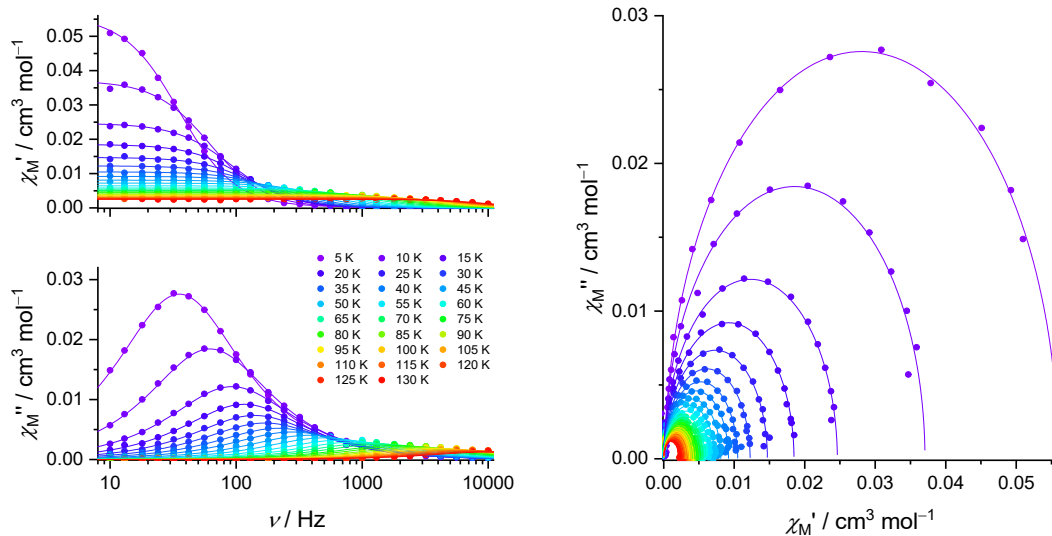 0.05
0.04
0.03
0.02
0.01
0.00
χM' / cm³ mol⁻¹
0.03
0.02
0.01
0.00
χM'' / cm³ mol⁻¹
5 K 10 K 15 K
20 K 25 K 30 K
35 K 40 K 45 K
50 K 55 K 60 K
65 K 70 K 75 K
80 K 85 K 90 K
95 K 100 K 105 K
110 K 115 K 120 K
125 K 130 K
10 100 1000 10000
ν / Hz
0.03
0.02
0.01
0.00
χM'' / cm³ mol⁻¹
0.00 0.01 0.02 0.03 0.04 0.05
χM' / cm³ mol⁻¹